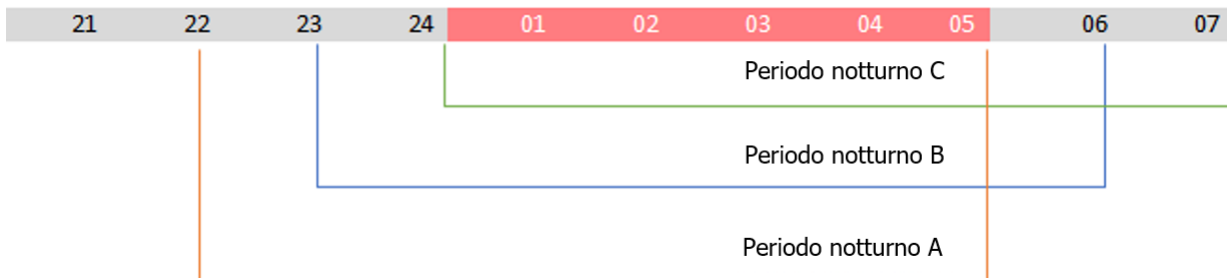 21 22 23 24 01 02 03 04 05 06 07
Periodo notturno C
Periodo notturno B
Periodo notturno A